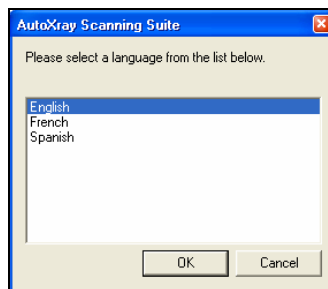 AutoXray Scanning Suite
Please select a language from the list below.
English
French
Spanish
OK
Cancel